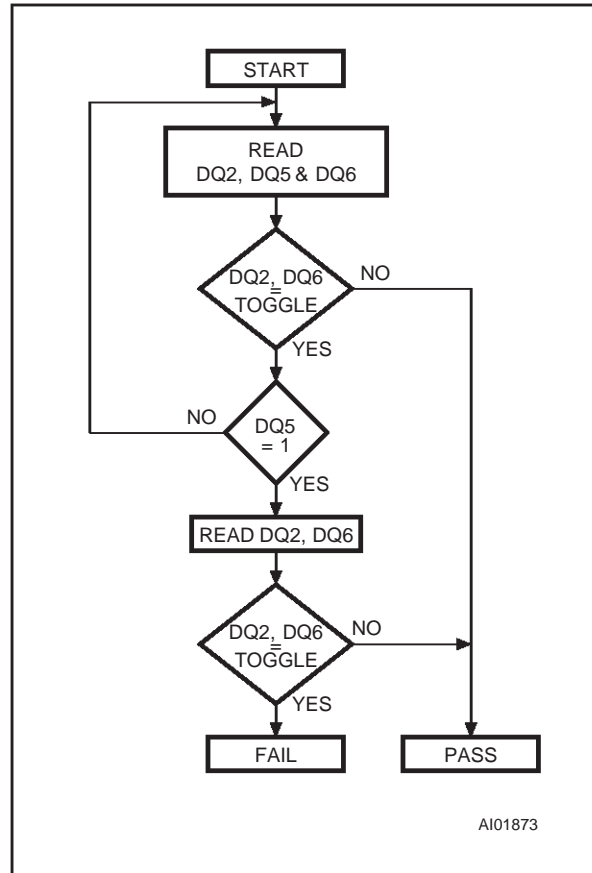 START
READ
DQ2, DQ5 & DQ6
DQ2, DQ6
=
TOGGLE
NO
YES
NO
DQ5
= 1
YES
READ DQ2, DQ6
DQ2, DQ6
=
TOGGLE
NO
YES
FAIL
PASS
AI01873